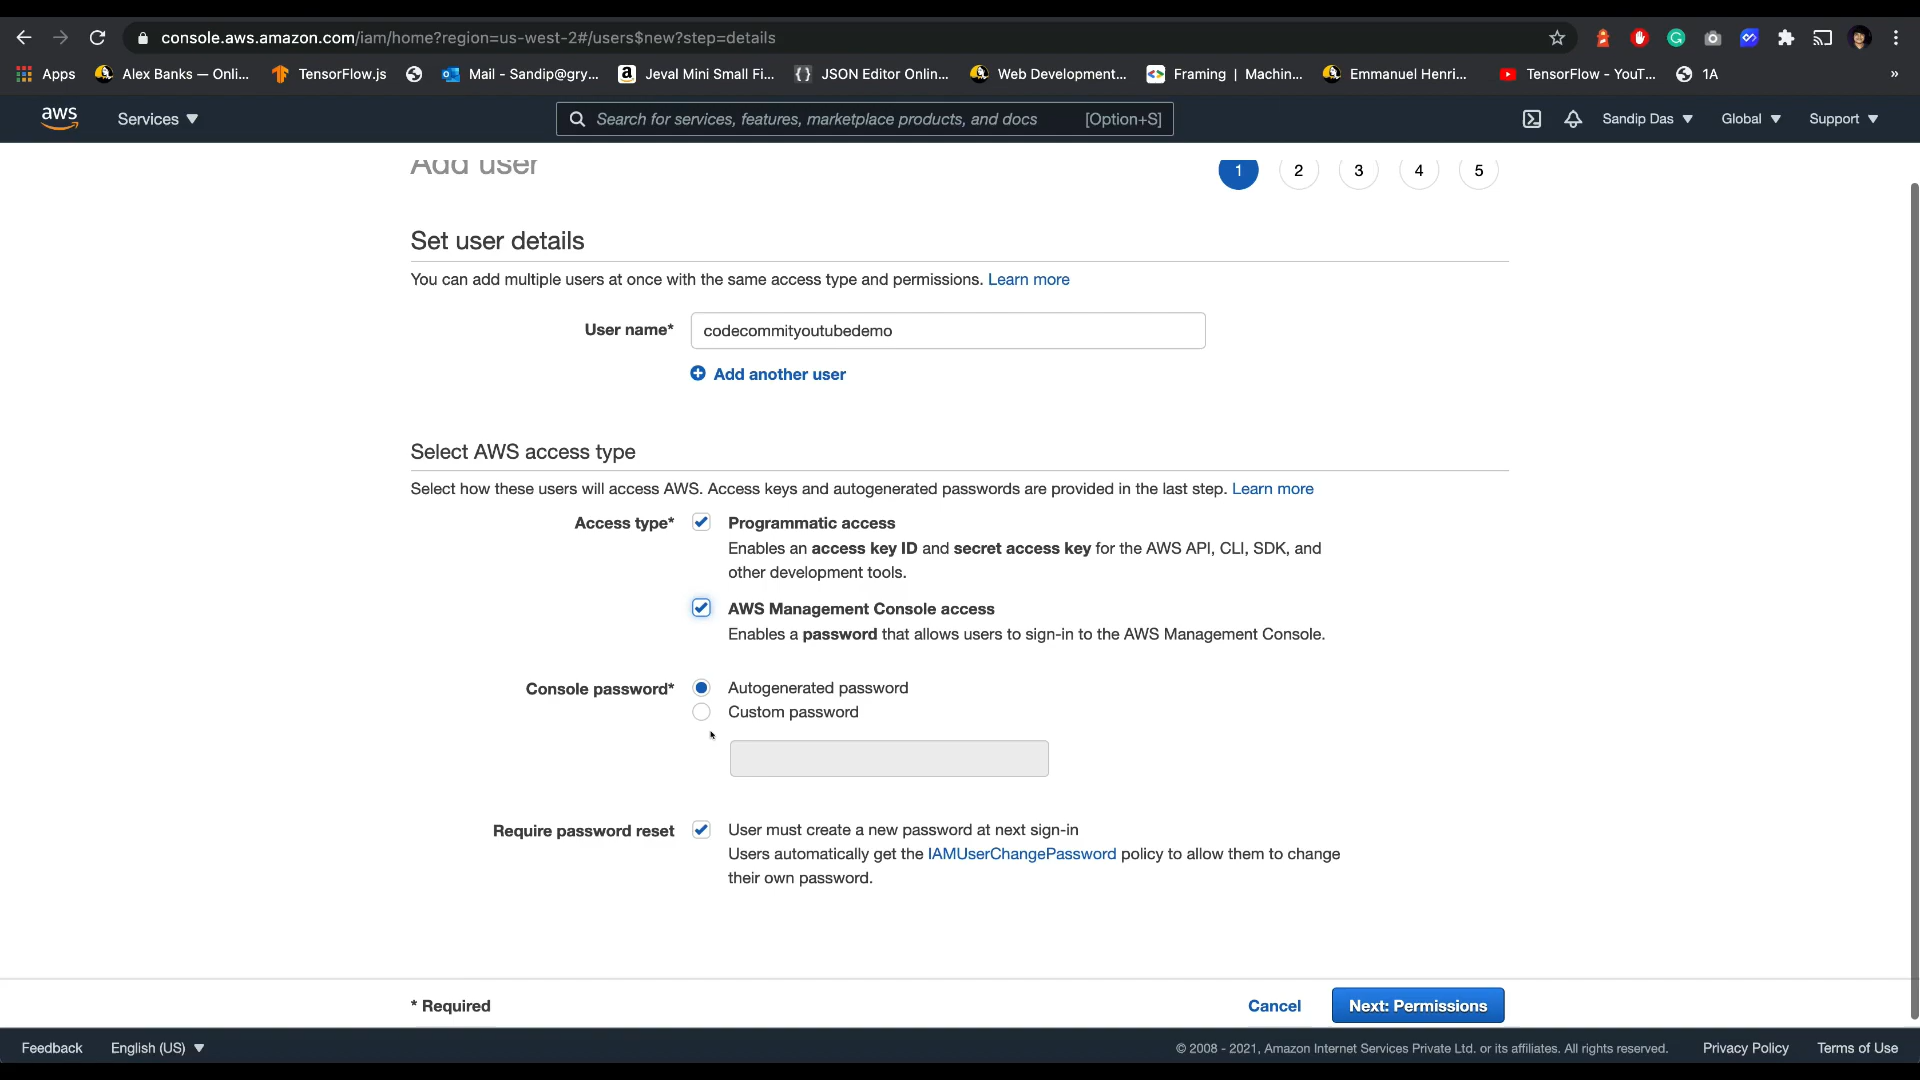 console.aws.amazon.com/iam/home?region=us-west-2#/users$new?step=details
Apps
Alex Banks — Onli...
TensorFlow.js
Mail - Sandip@gry...
Jeval Mini Small Fi...
JSON Editor Onlin...
Web Development...
Framing | Machin...
Emmanuel Henri...
TensorFlow - YouT...
1A
»
aws
Services
Search for services, features, marketplace products, and docs
[Option+S]
Sandip Das
Global
Support
Add user
1
2
3
4
5
Set user details
You can add multiple users at once with the same access type and permissions. Learn more
User name*
codecommityoutubedemo
Add another user
Select AWS access type
Select how these users will access AWS. Access keys and autogenerated passwords are provided in the last step. Learn more
Access type*
Programmatic access
Enables an access key ID and secret access key for the AWS API, CLI, SDK, and
other development tools.
AWS Management Console access
Enables a password that allows users to sign-in to the AWS Management Console.
Console password*
Autogenerated password
Custom password
Require password reset
User must create a new password at next sign-in
Users automatically get the IAMUserChangePassword policy to allow them to change
their own password.
* Required
Cancel
Next: Permissions
Feedback
English (US)
© 2008 - 2021, Amazon Internet Services Private Ltd. or its affiliates. All rights reserved.
Privacy Policy
Terms of Use